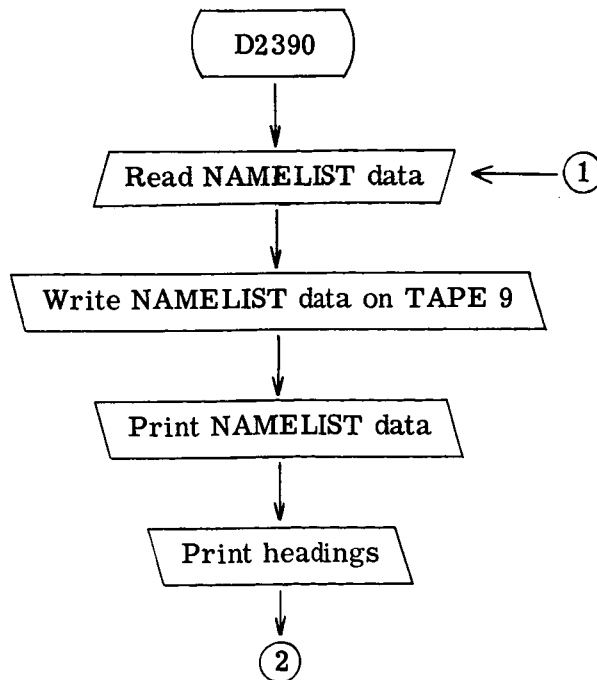 D2390
Read NAMELIST data
1
Write NAMELIST data on TAPE 9
Print NAMELIST data
Print headings
2